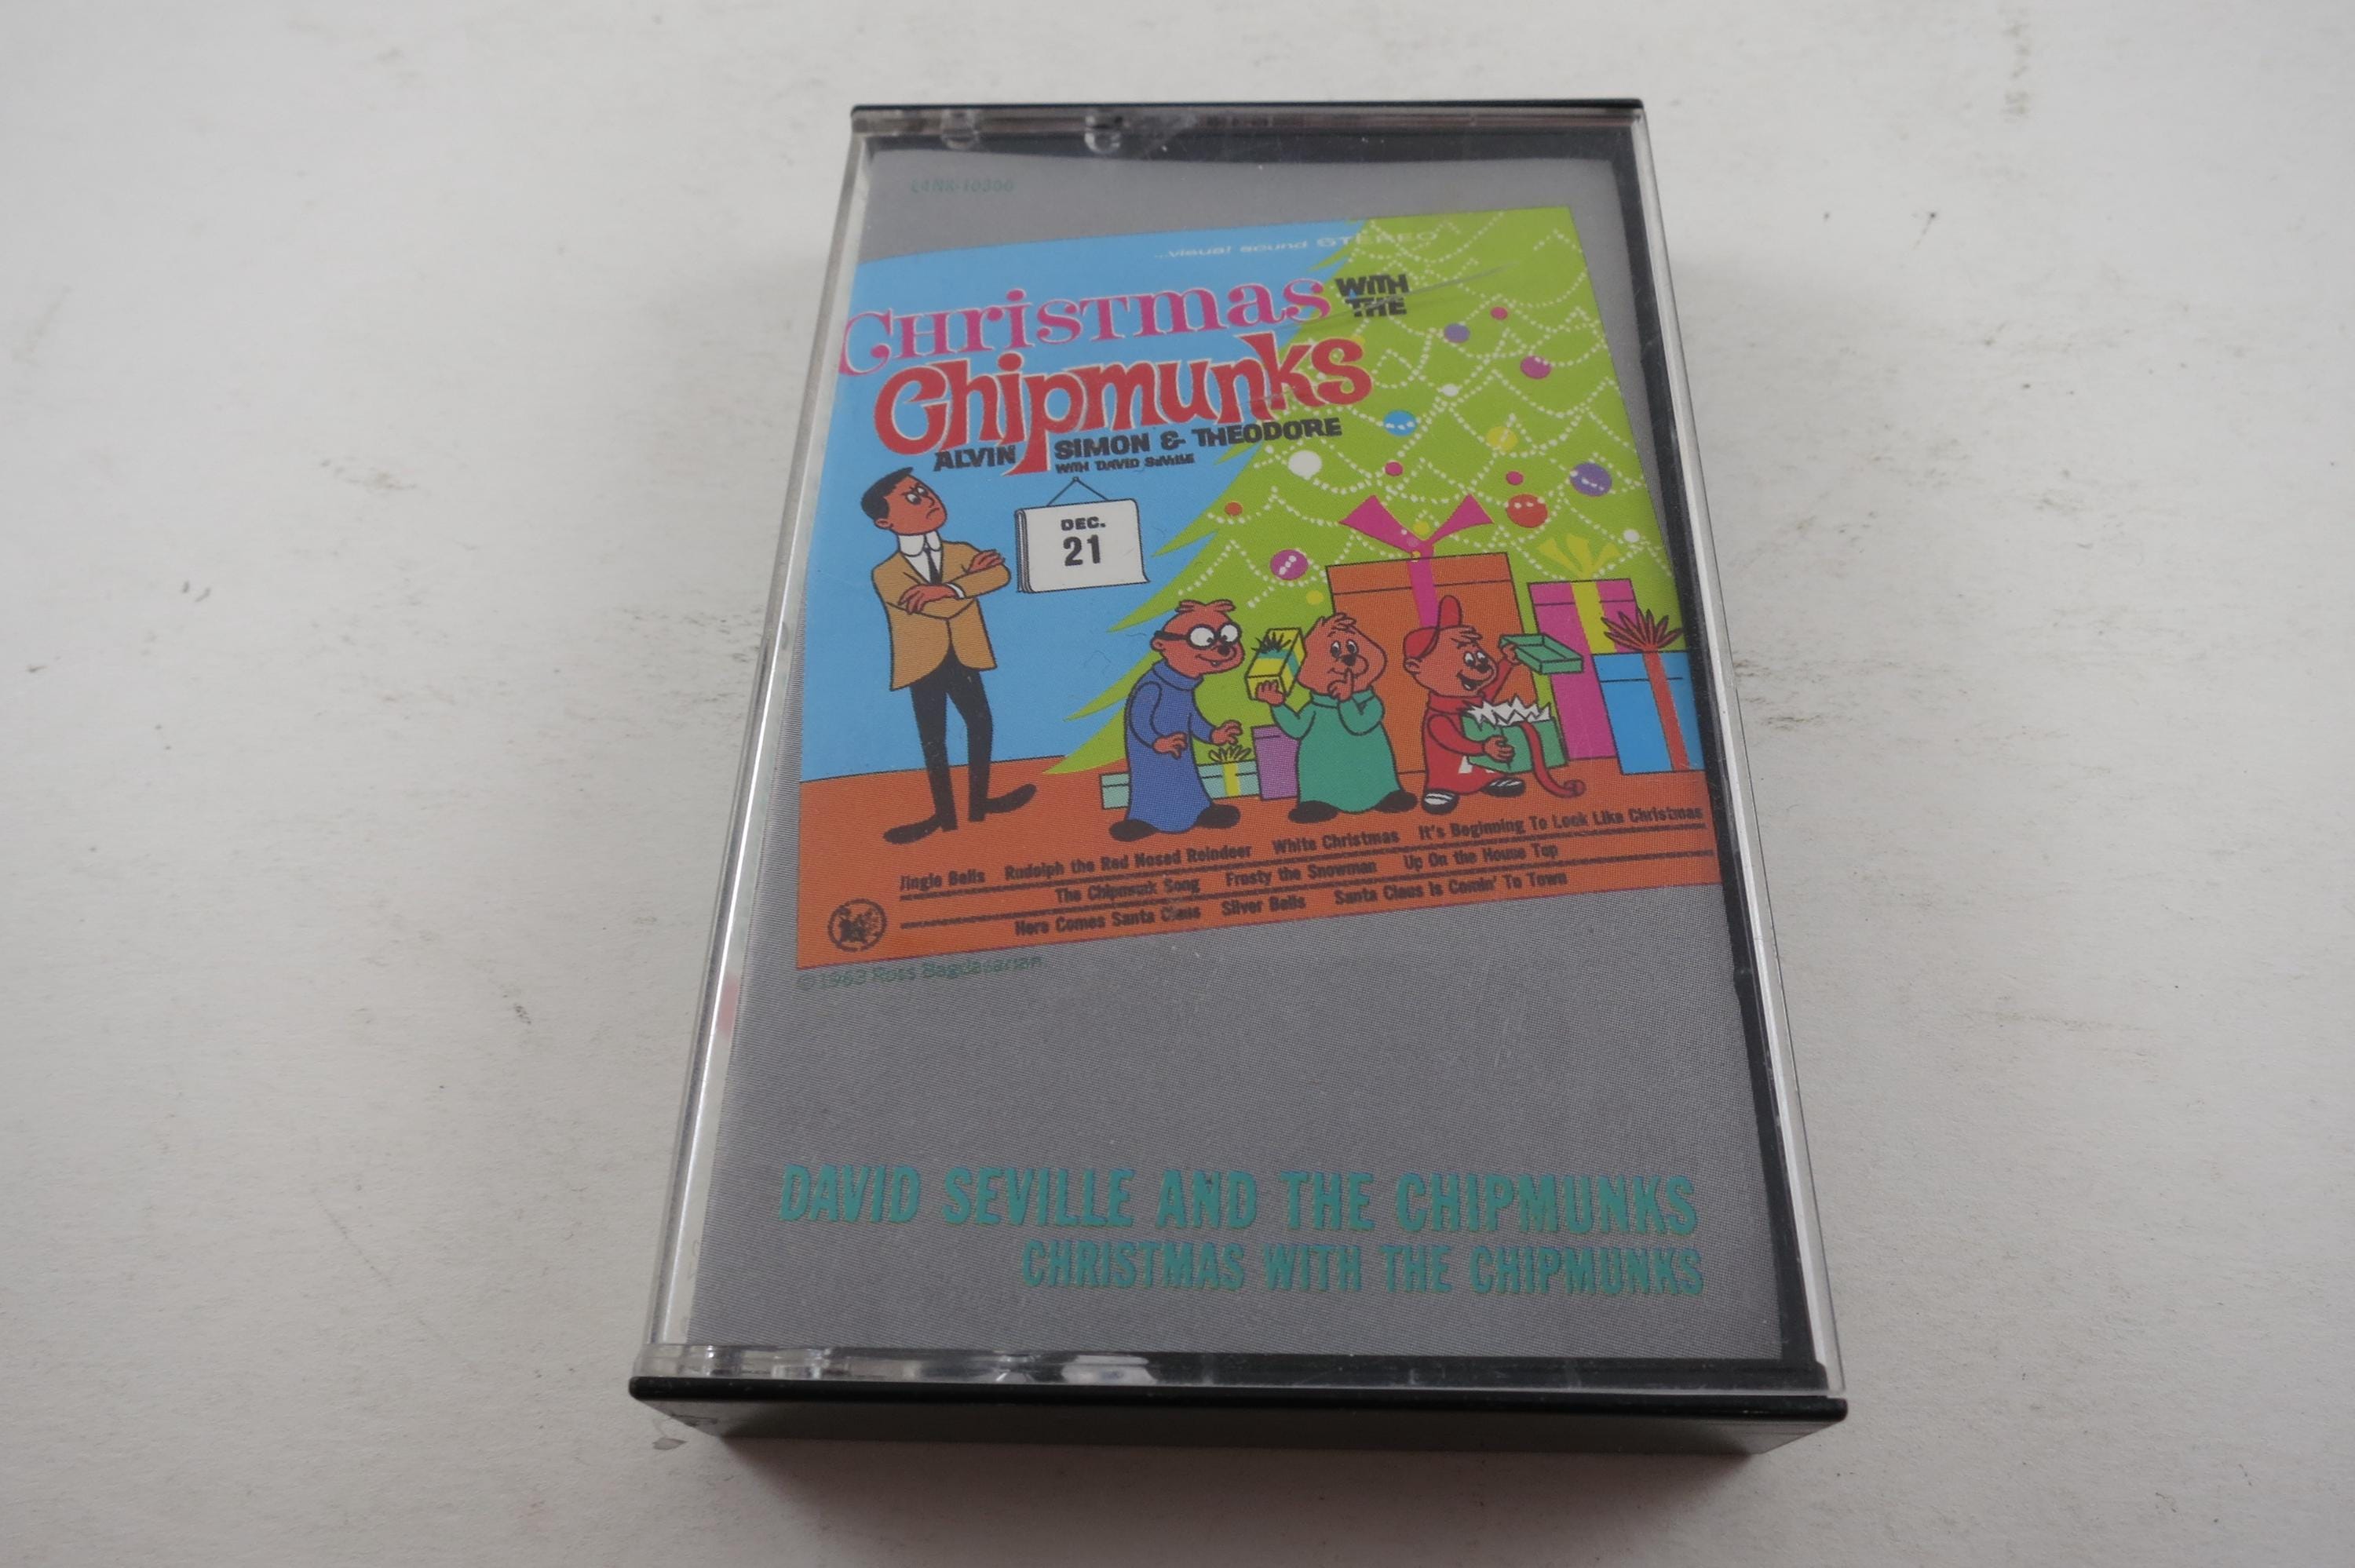 ...visual sound STEREO
CHrisTmas WITH THE
Chipmunks
ALVIN SIMON & THEODORE
WITH DAVID SEVILLE
DEC.
21
Jingle Bells Rudolph the Red Nosed Reindeer White Christmas It's Beginning To Look Like Christmas
The Chipmunk Song Frosty the Snowman Up On the House Top
Here Comes Santa Claus Silver Bells Santa Claus Is Comin' To Town
©1963 Ross Bagdasarian
DAVID SEVILLE AND THE CHIPMUNKS
CHRISTMAS WITH THE CHIPMUNKS